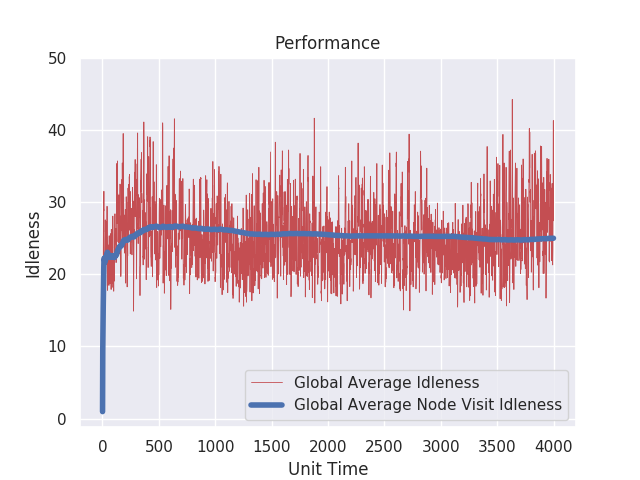 Performance
50
40
30
20
10
0
Idleness
Global Average Idleness
Global Average Node Visit Idleness
0 500 1000 1500 2000 2500 3000 3500 4000
Unit Time